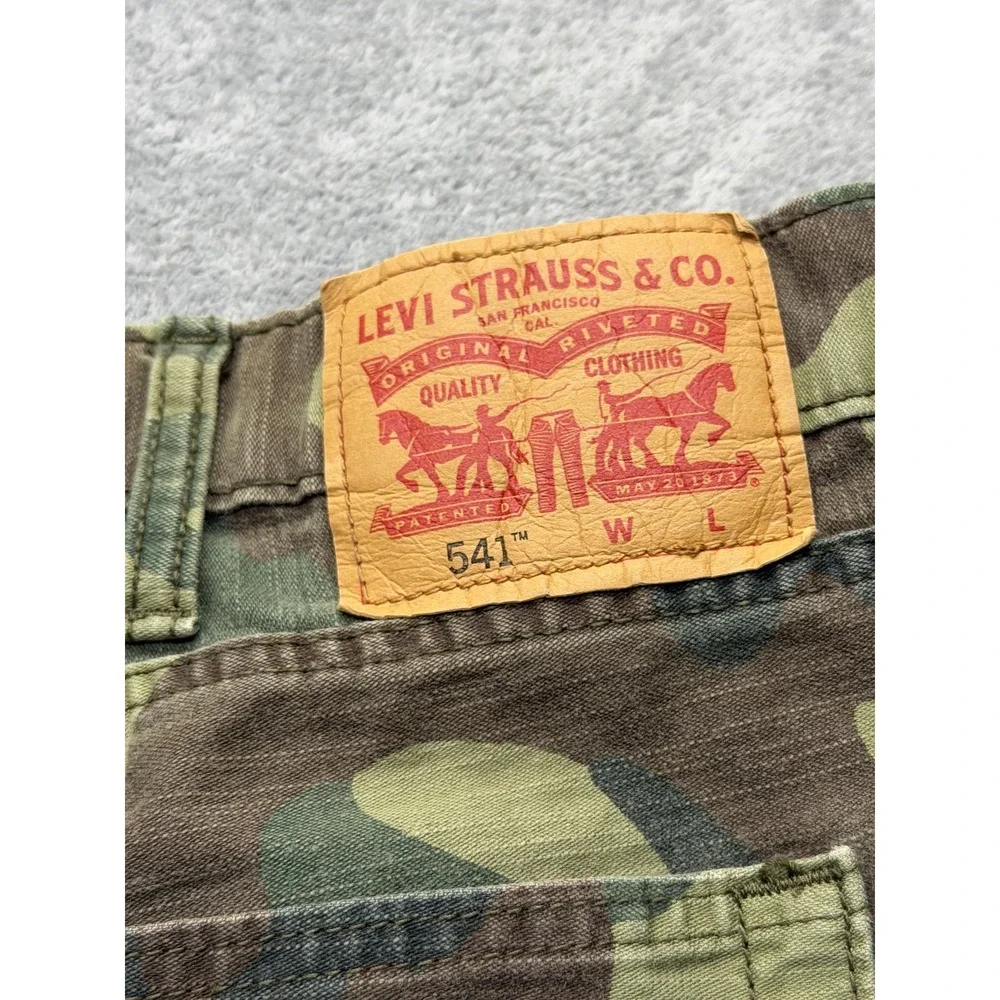 LEVI STRAUSS & CO.
SAN FRANCISCO
CAL.
ORIGINAL RIVETED
QUALITY CLOTHING
PATENTED MAY 20 1873 ®
541™ W L